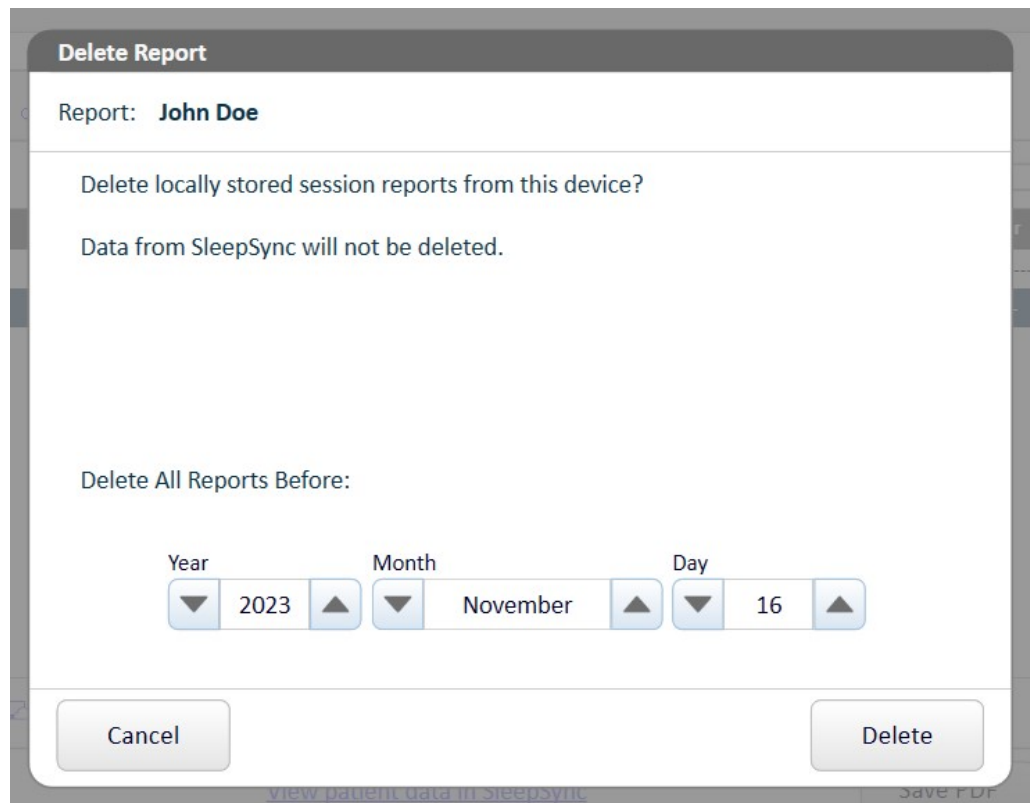 Delete Report
Report: John Doe
Delete locally stored session reports from this device?
Data from SleepSync will not be deleted.
Delete All Reports Before:
Year Month Day
2023 November 16
Cancel Delete
View patient data in SleepSync Save PDF